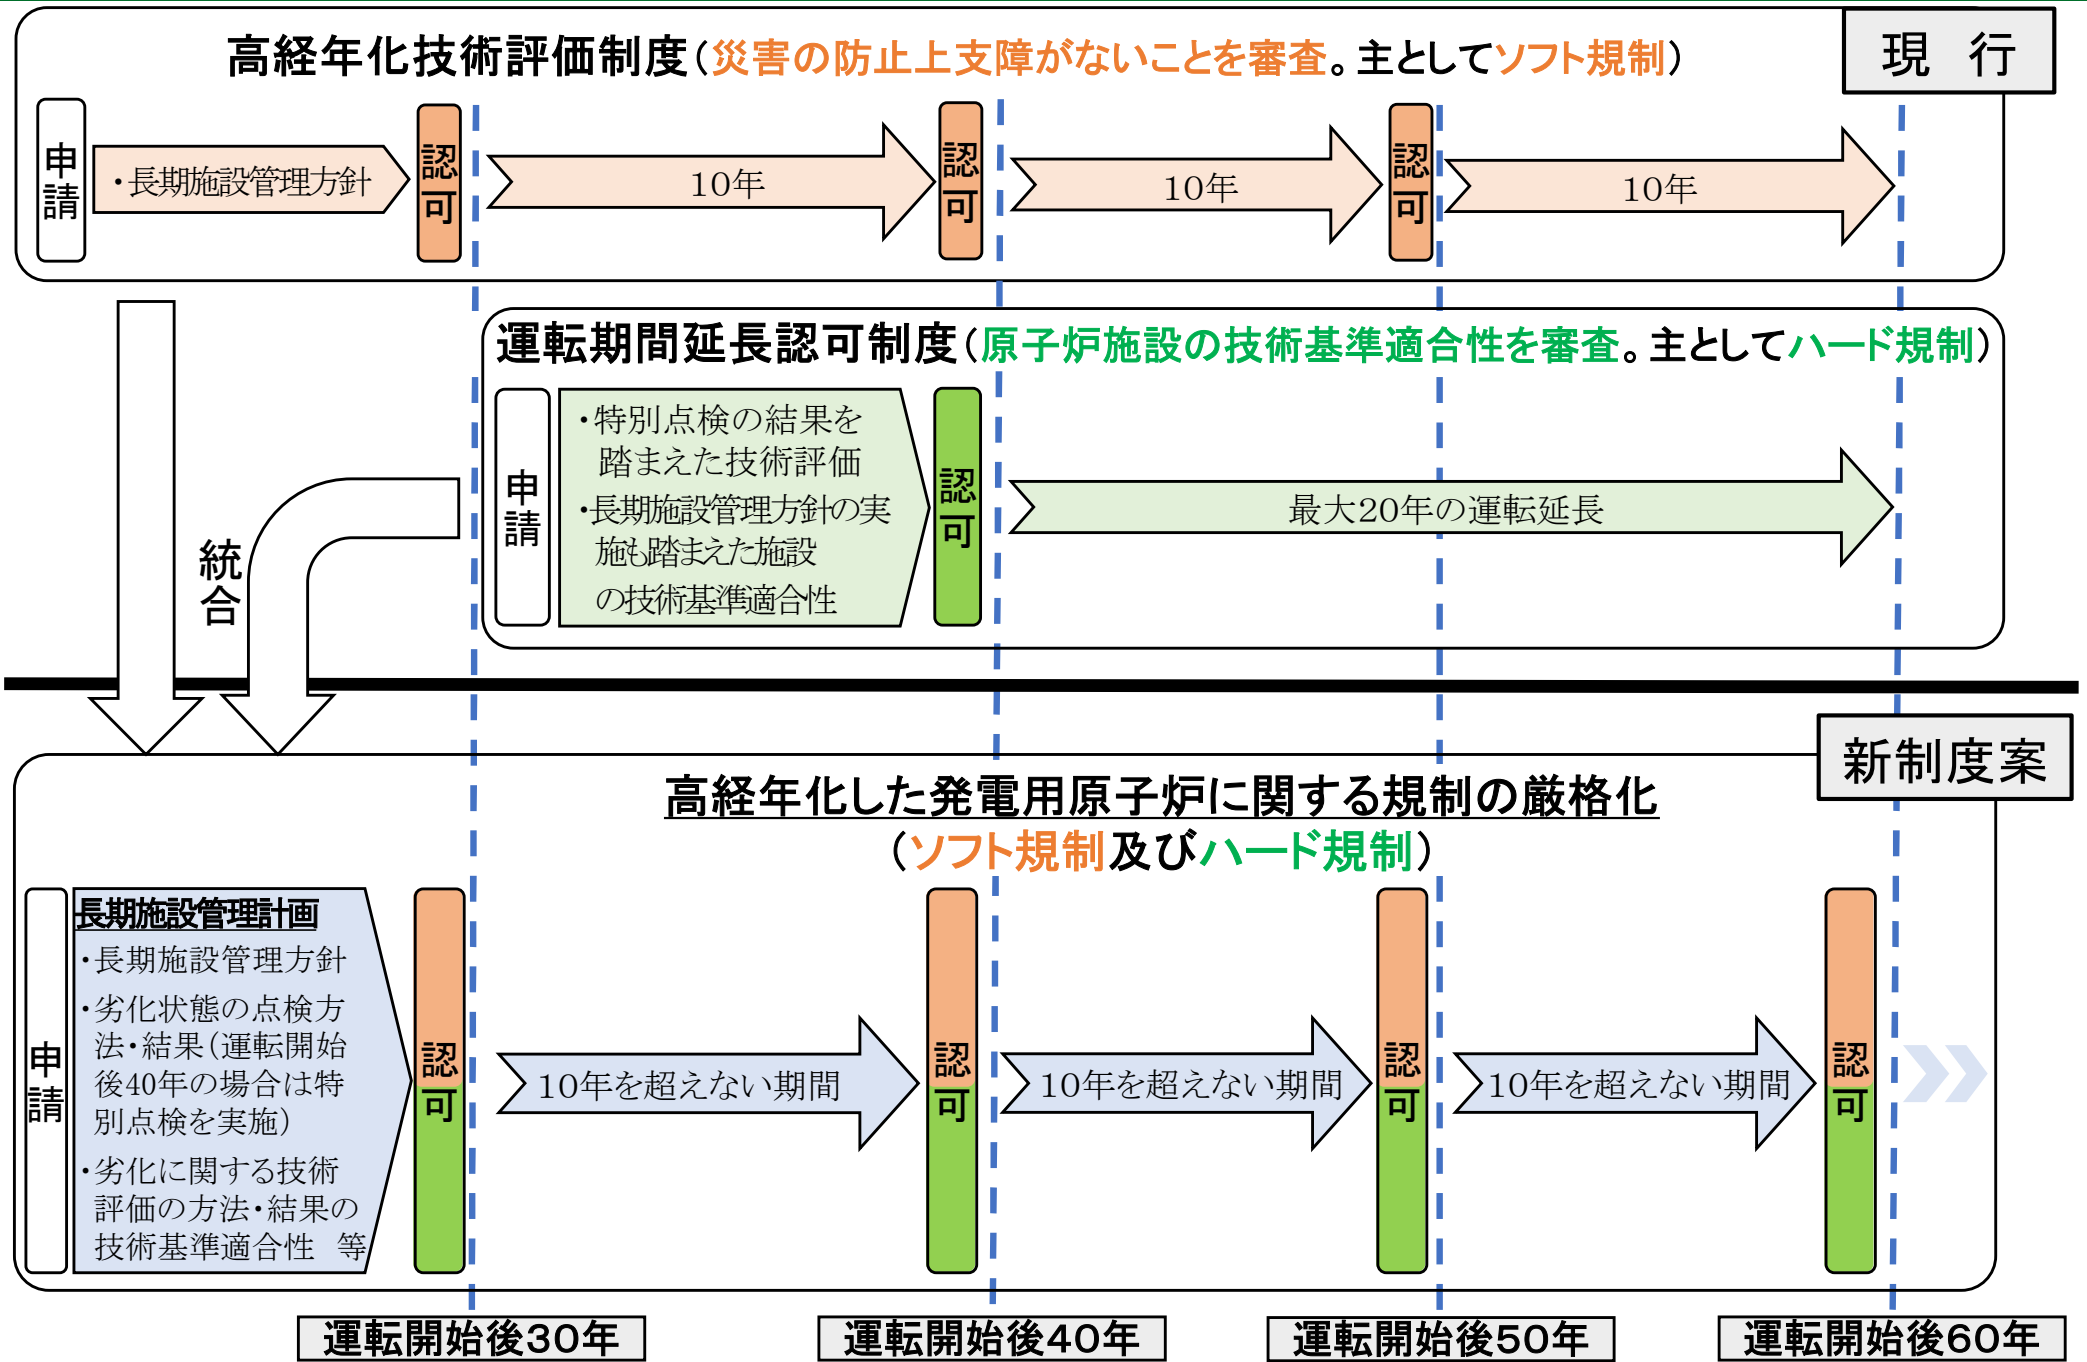 高経年化技術評価制度(災害の防止上支障がないことを審査。主としてソフト規制)
現 行
申請
・長期施設管理方針
認可
10年
認可
10年
認可
10年
運転期間延長認可制度(原子炉施設の技術基準適合性を審査。主としてハード規制)
申請
・特別点検の結果を
踏まえた技術評価
・長期施設管理方針の実
施も踏まえた施設
の技術基準適合性
認可
最大20年の運転延長
統合
新制度案
高経年化した発電用原子炉に関する規制の厳格化
(ソフト規制及びハード規制)
申請
長期施設管理計画
・長期施設管理方針
・劣化状態の点検方
法・結果(運転開始
後40年の場合は特
別点検を実施)
・劣化に関する技術
評価の方法・結果の
技術基準適合性 等
認可
10年を超えない期間
認可
10年を超えない期間
認可
10年を超えない期間
認可
運転開始後30年
運転開始後40年
運転開始後50年
運転開始後60年